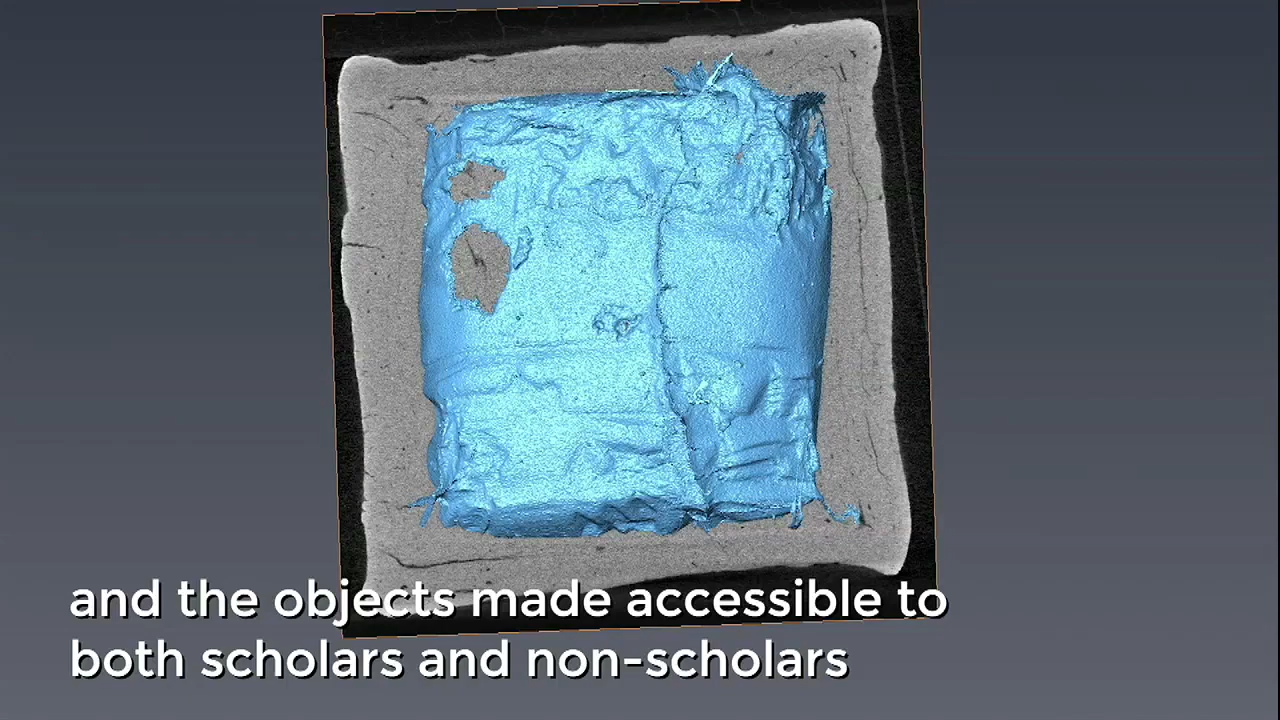 and the objects made accessible to
both scholars and non-scholars